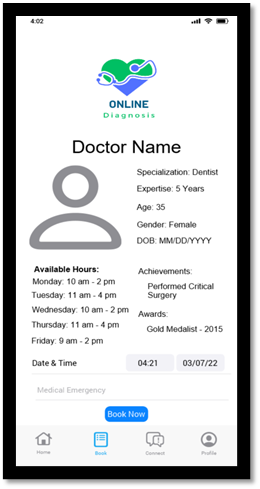 4:02
ONLINE
Diagnosis
Doctor Name
Specialization: Dentist
Expertise: 5 Years
Age: 35
Gender: Female
DOB: MM/DD/YYYY
Available Hours:
Monday: 10 am - 2 pm
Tuesday: 11 am - 4 pm
Wednesday: 10 am - 2 pm
Thursday: 11 am - 4 pm
Friday: 9 am - 2 pm
Achievements:
Performed Critical
Surgery
Awards:
Gold Medalist - 2015
Date & Time 04:21 03/07/22
Medical Emergency
Book Now
Home Book Connect Profile